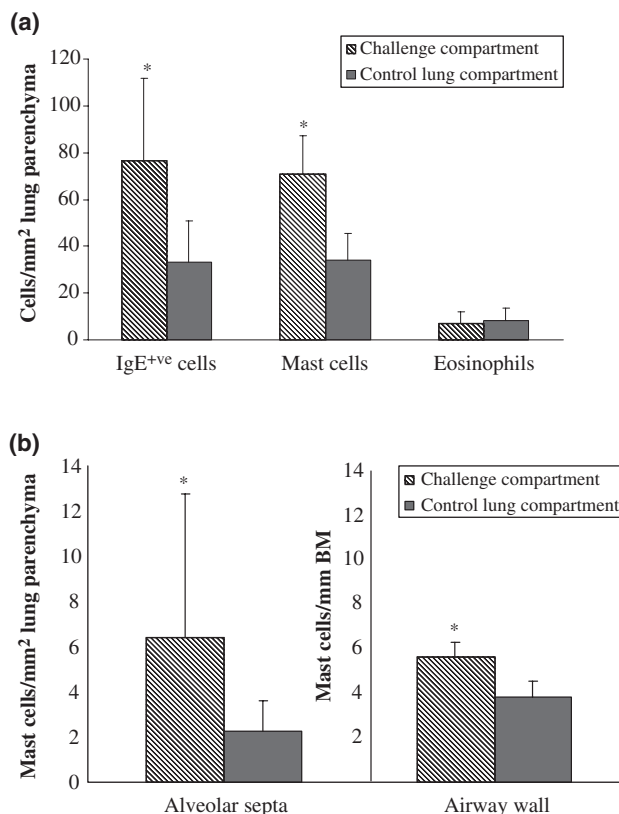 (a)
Challenge compartment
Control lung compartment
Cells/mm² lung parenchyma
120
100
80
60
40
20
0
*
*
IgE⁺ᵛᵉ cells
Mast cells
Eosinophils
(b)
Mast cells/mm² lung parenchyma
14
12
10
8
6
4
2
0
*
Alveolar septa
Mast cells/mm BM
14
12
10
8
6
4
2
Challenge compartment
Control lung compartment
*
Airway wall